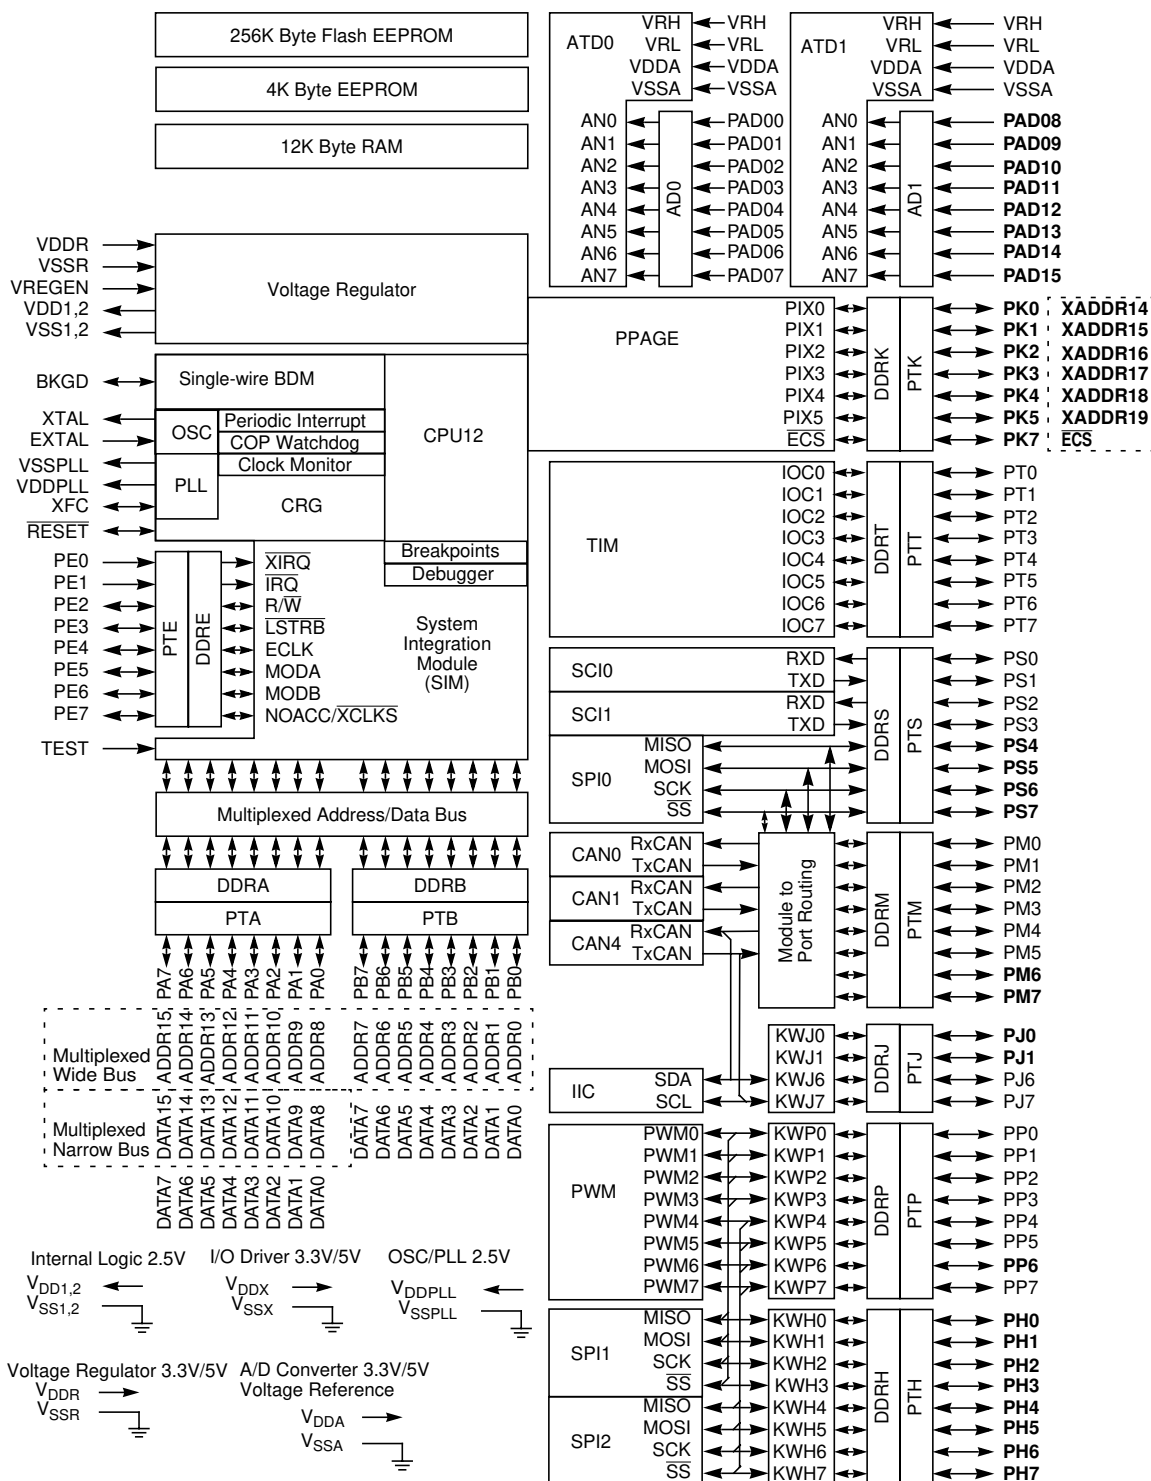 256K Byte Flash EEPROM
4K Byte EEPROM
12K Byte RAM
VDDR
VSSR
VREGEN
VDD1,2
VSS1,2
Voltage Regulator
BKGD
XTAL
EXTAL
VSSPLL
VDDPLL
XFC
RESET
Single-wire BDM
OSC
PLL
Periodic Interrupt
COP Watchdog
Clock Monitor
CRG
CPU12
Breakpoints
Debugger
PE0
PE1
PE2
PE3
PE4
PE5
PE6
PE7
TEST
PTE
DDRE
XIRQ
IRQ
R/W
LSTRB
ECLK
MODA
MODB
NOACC/XCLKS
System
Integration
Module
(SIM)
Multiplexed Address/Data Bus
DDRA
PTA
DDRB
PTB
PA7
PA6
PA5
PA4
PA3
PA2
PA1
PA0
PB7
PB6
PB5
PB4
PB3
PB2
PB1
PB0
Multiplexed
Wide Bus
ADDR15
ADDR14
ADDR13
ADDR12
ADDR11
ADDR10
ADDR9
ADDR8
ADDR7
ADDR6
ADDR5
ADDR4
ADDR3
ADDR2
ADDR1
ADDR0
DATA15
DATA14
DATA13
DATA12
DATA11
DATA10
DATA9
DATA8
DATA7
DATA6
DATA5
DATA4
DATA3
DATA2
DATA1
DATA0
Multiplexed
Narrow Bus
DATA7
DATA6
DATA5
DATA4
DATA3
DATA2
DATA1
DATA0
Internal Logic 2.5V
VDD1,2
VSS1,2
I/O Driver 3.3V/5V
VDDX
VSSX
OSC/PLL 2.5V
VDDPLL
VSSPLL
Voltage Regulator 3.3V/5V
VDDR
VSSR
A/D Converter 3.3V/5V
Voltage Reference
VDDA
VSSA
ATD0
VRH
VRL
VDDA
VSSA
VRH
VRL
VDDA
VSSA
AN0
AN1
AN2
AN3
AN4
AN5
AN6
AN7
AD0
PAD00
PAD01
PAD02
PAD03
PAD04
PAD05
PAD06
PAD07
ATD1
VRH
VRL
VDDA
VSSA
VRH
VRL
VDDA
VSSA
AN0
AN1
AN2
AN3
AN4
AN5
AN6
AN7
AD1
PAD08
PAD09
PAD10
PAD11
PAD12
PAD13
PAD14
PAD15
PPAGE
PIX0
PIX1
PIX2
PIX3
PIX4
PIX5
ECS
DDRK
PTK
PK0 XADDR14
PK1 XADDR15
PK2 XADDR16
PK3 XADDR17
PK4 XADDR18
PK5 XADDR19
PK7 ECS
TIM
IOC0
IOC1
IOC2
IOC3
IOC4
IOC5
IOC6
IOC7
DDRT
PTT
PT0
PT1
PT2
PT3
PT4
PT5
PT6
PT7
SCI0
RXD
TXD
SCI1
RXD
TXD
SPI0
MISO
MOSI
SCK
SS
DDRS
PTS
PS0
PS1
PS2
PS3
PS4
PS5
PS6
PS7
CAN0
RxCAN
TxCAN
CAN1
RxCAN
TxCAN
CAN4
RxCAN
TxCAN
Module to
Port Routing
DDRM
PTM
PM0
PM1
PM2
PM3
PM4
PM5
PM6
PM7
IIC
SDA
SCL
KWJ0
KWJ1
KWJ6
KWJ7
DDRJ
PTJ
PJ0
PJ1
PJ6
PJ7
PWM
PWM0
PWM1
PWM2
PWM3
PWM4
PWM5
PWM6
PWM7
KWP0
KWP1
KWP2
KWP3
KWP4
KWP5
KWP6
KWP7
DDRP
PTP
PP0
PP1
PP2
PP3
PP4
PP5
PP6
PP7
SPI1
MISO
MOSI
SCK
SS
SPI2
MISO
MOSI
SCK
SS
KWH0
KWH1
KWH2
KWH3
KWH4
KWH5
KWH6
KWH7
DDRH
PTH
PH0
PH1
PH2
PH3
PH4
PH5
PH6
PH7